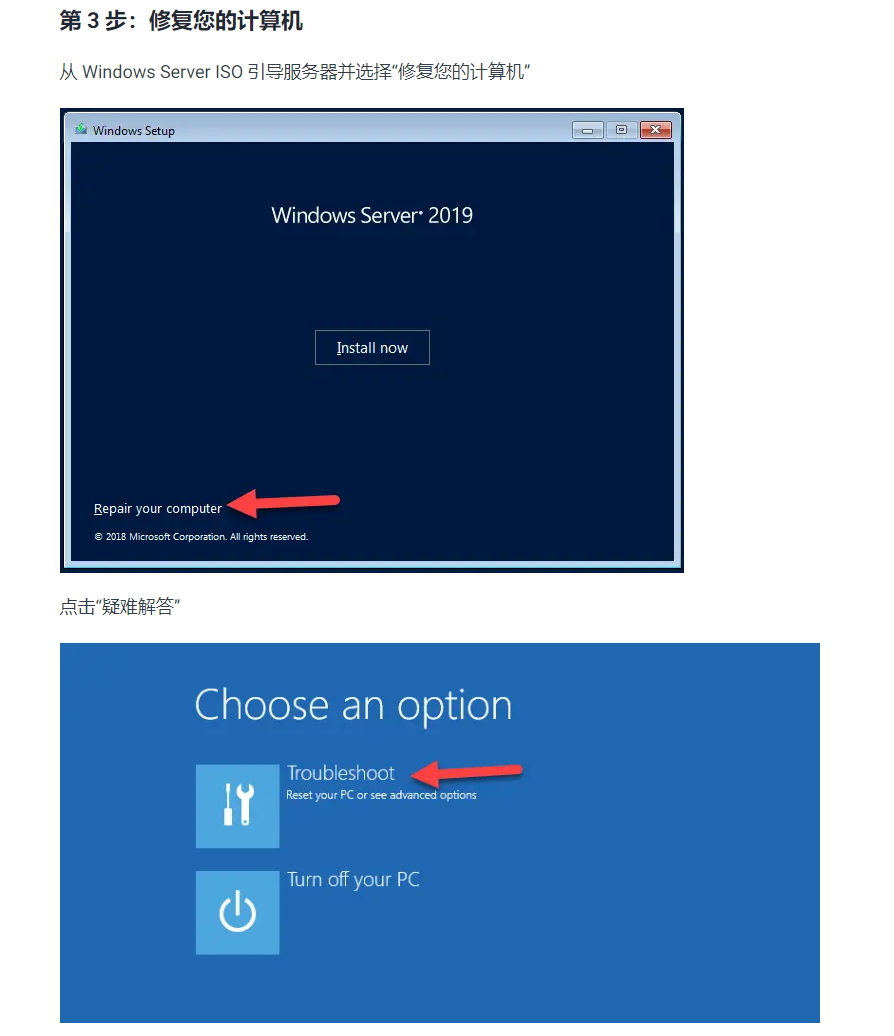 第 3 步：修复您的计算机
从 Windows Server ISO 引导服务器并选择“修复您的计算机”
Windows Setup
Windows Server® 2019
Install now
Repair your computer
© 2018 Microsoft Corporation. All rights reserved.
点击“疑难解答”
Choose an option
Troubleshoot
Reset your PC or see advanced options
Turn off your PC